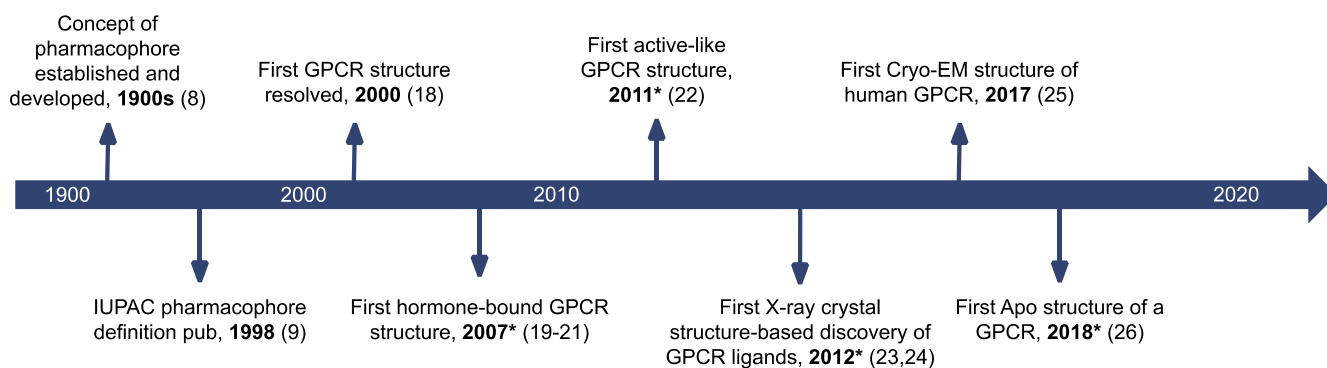 Concept of
pharmacophore
established and
developed, 1900s (8)
First GPCR structure
resolved, 2000 (18)
First active-like
GPCR structure,
2011* (22)
First Cryo-EM structure of
human GPCR, 2017 (25)
1900
2000
2010
2020
IUPAC pharmacophore
definition pub, 1998 (9)
First hormone-bound GPCR
structure, 2007* (19-21)
First X-ray crystal
structure-based discovery of
GPCR ligands, 2012* (23,24)
First Apo structure of a
GPCR, 2018* (26)